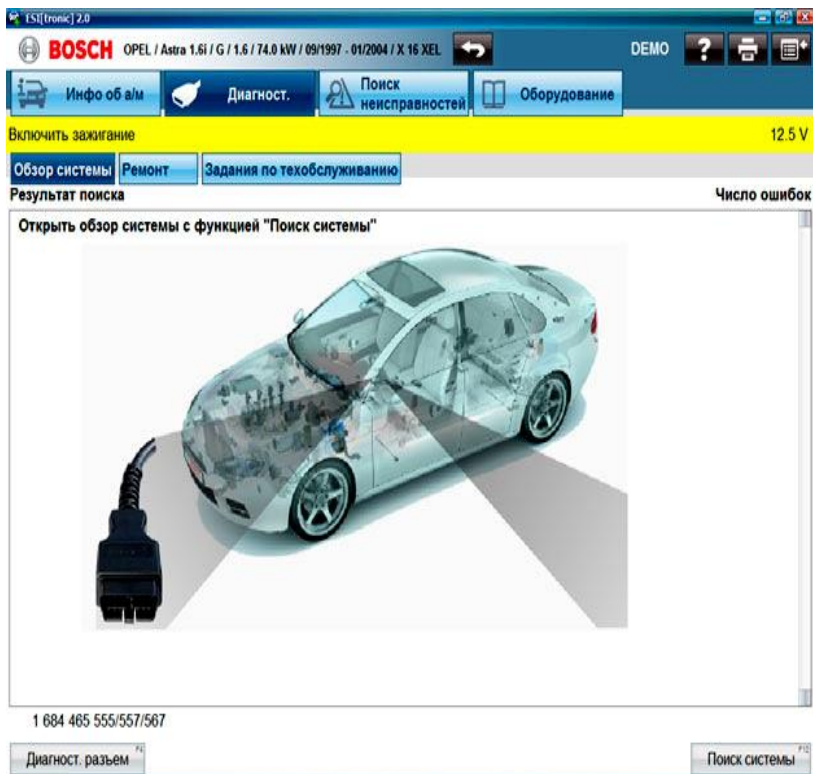 ESI[tronic] 2.0
BOSCH OPEL / Astra 1.6i / G / 1.6 / 74.0 kW / 09/1997 - 01/2004 / X 16 XEL DEMO ?
Инфо об а/м Диагност. Поиск неисправностей Оборудование
Включить зажигание 12.5 V
Обзор системы Ремонт Задания по техобслуживанию
Результат поиска Число ошибок
Открыть обзор системы с функцией "Поиск системы"
1 684 465 555/557/567
Диагност. разъем Поиск системы F12